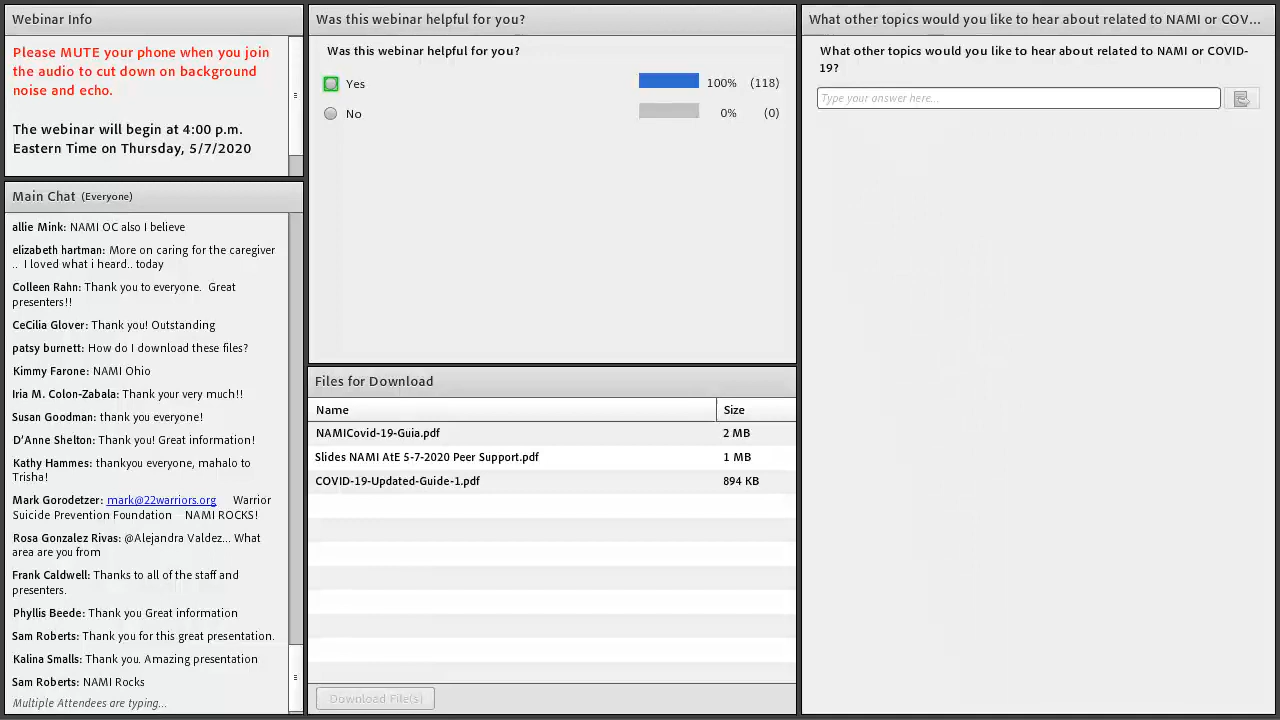 Webinar Info
Please MUTE your phone when you join
the audio to cut down on background
noise and echo.
The webinar will begin at 4:00 p.m.
Eastern Time on Thursday, 5/7/2020
Main Chat (Everyone)
allie Mink: NAMI OC also I believe
elizabeth hartman: More on caring for the caregiver
.. I loved what i heard.. today
Colleen Rahn: Thank you to everyone. Great
presenters!!
CeCilia Glover: Thank you! Outstanding
patsy burnett: How do I download these files?
Kimmy Farone: NAMI Ohio
Iria M. Colon-Zabala: Thank your very much!!
Susan Goodman: thank you everyone!
D'Anne Shelton: Thank you! Great information!
Kathy Hammes: thankyou everyone, mahalo to
Trisha!
Mark Gorodetzer: mark@22warriors.org Warrior
Suicide Prevention Foundation NAMI ROCKS!
Rosa Gonzalez Rivas: @Alejandra Valdez... What
area are you from
Frank Caldwell: Thanks to all of the staff and
presenters.
Phyllis Beede: Thank you Great information
Sam Roberts: Thank you for this great presentation.
Kalina Smalls: Thank you. Amazing presentation
Sam Roberts: NAMI Rocks
Multiple Attendees are typing...
Was this webinar helpful for you?
Was this webinar helpful for you?
Yes 100% (118)
No 0% (0)
Files for Download
Name Size
NAMICovid-19-Guia.pdf 2 MB
Slides NAMI AtE 5-7-2020 Peer Support.pdf 1 MB
COVID-19-Updated-Guide-1.pdf 894 KB
Download File(s)
What other topics would you like to hear about related to NAMI or COV...
What other topics would you like to hear about related to NAMI or COVID-
19?
Type your answer here...